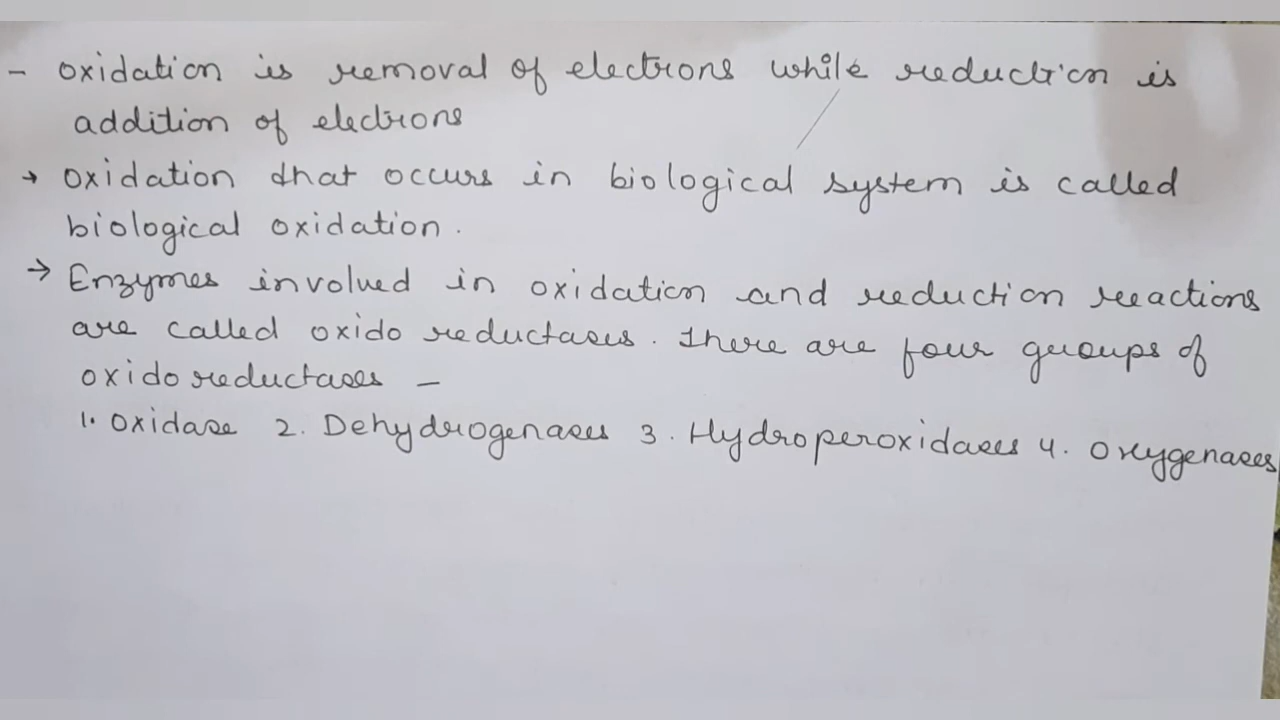 - oxidation is removal of electrons while reduction is
addition of electrons
→ oxidation that occurs in biological system is called
biological oxidation.
→ Enzymes involved in oxidation and reduction reactions
are called oxido reductases. There are four groups of
oxido reductases -
1. oxidase 2. Dehydrogenases 3. Hydroperoxidases 4. oxygenases